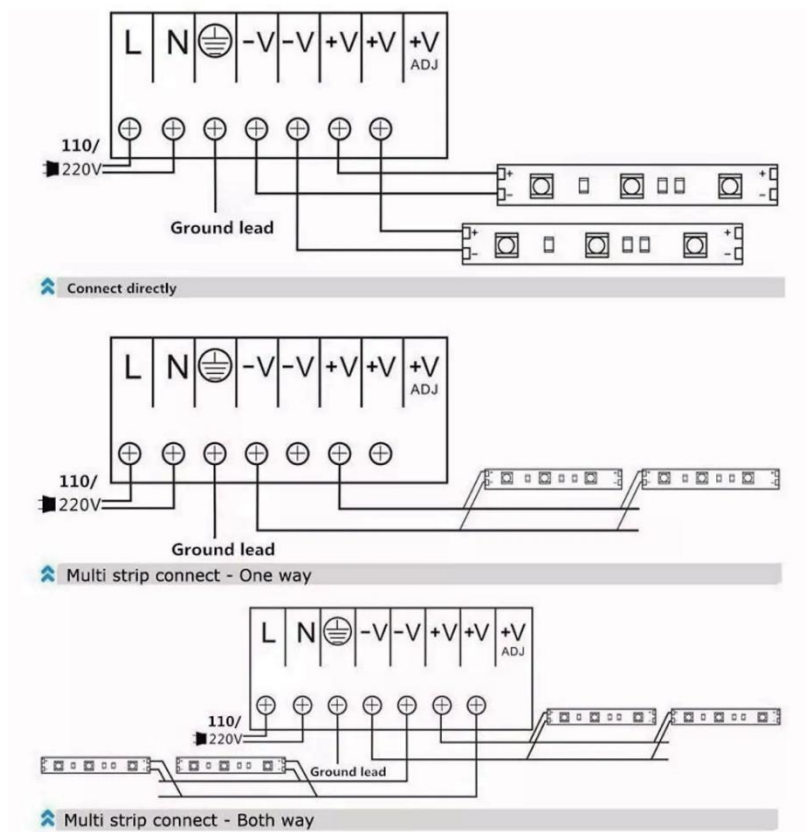 L N -V -V +V +V +V
ADJ
110/
220V
Ground lead
+ +
- -
+ +
- -
Connect directly
L N -V -V +V +V +V
ADJ
110/
220V
Ground lead
Multi strip connect - One way
L N -V -V +V +V +V
ADJ
110/
220V
Ground lead
Multi strip connect - Both way